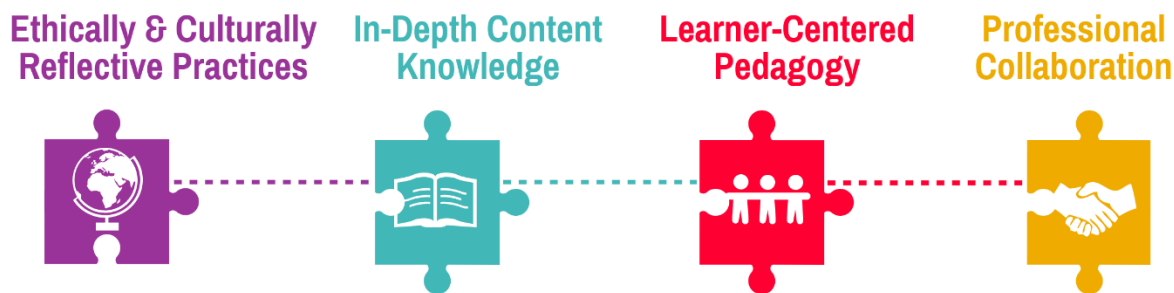 Ethically & Culturally
Reflective Practices
In-Depth Content
Knowledge
Learner-Centered
Pedagogy
Professional
Collaboration